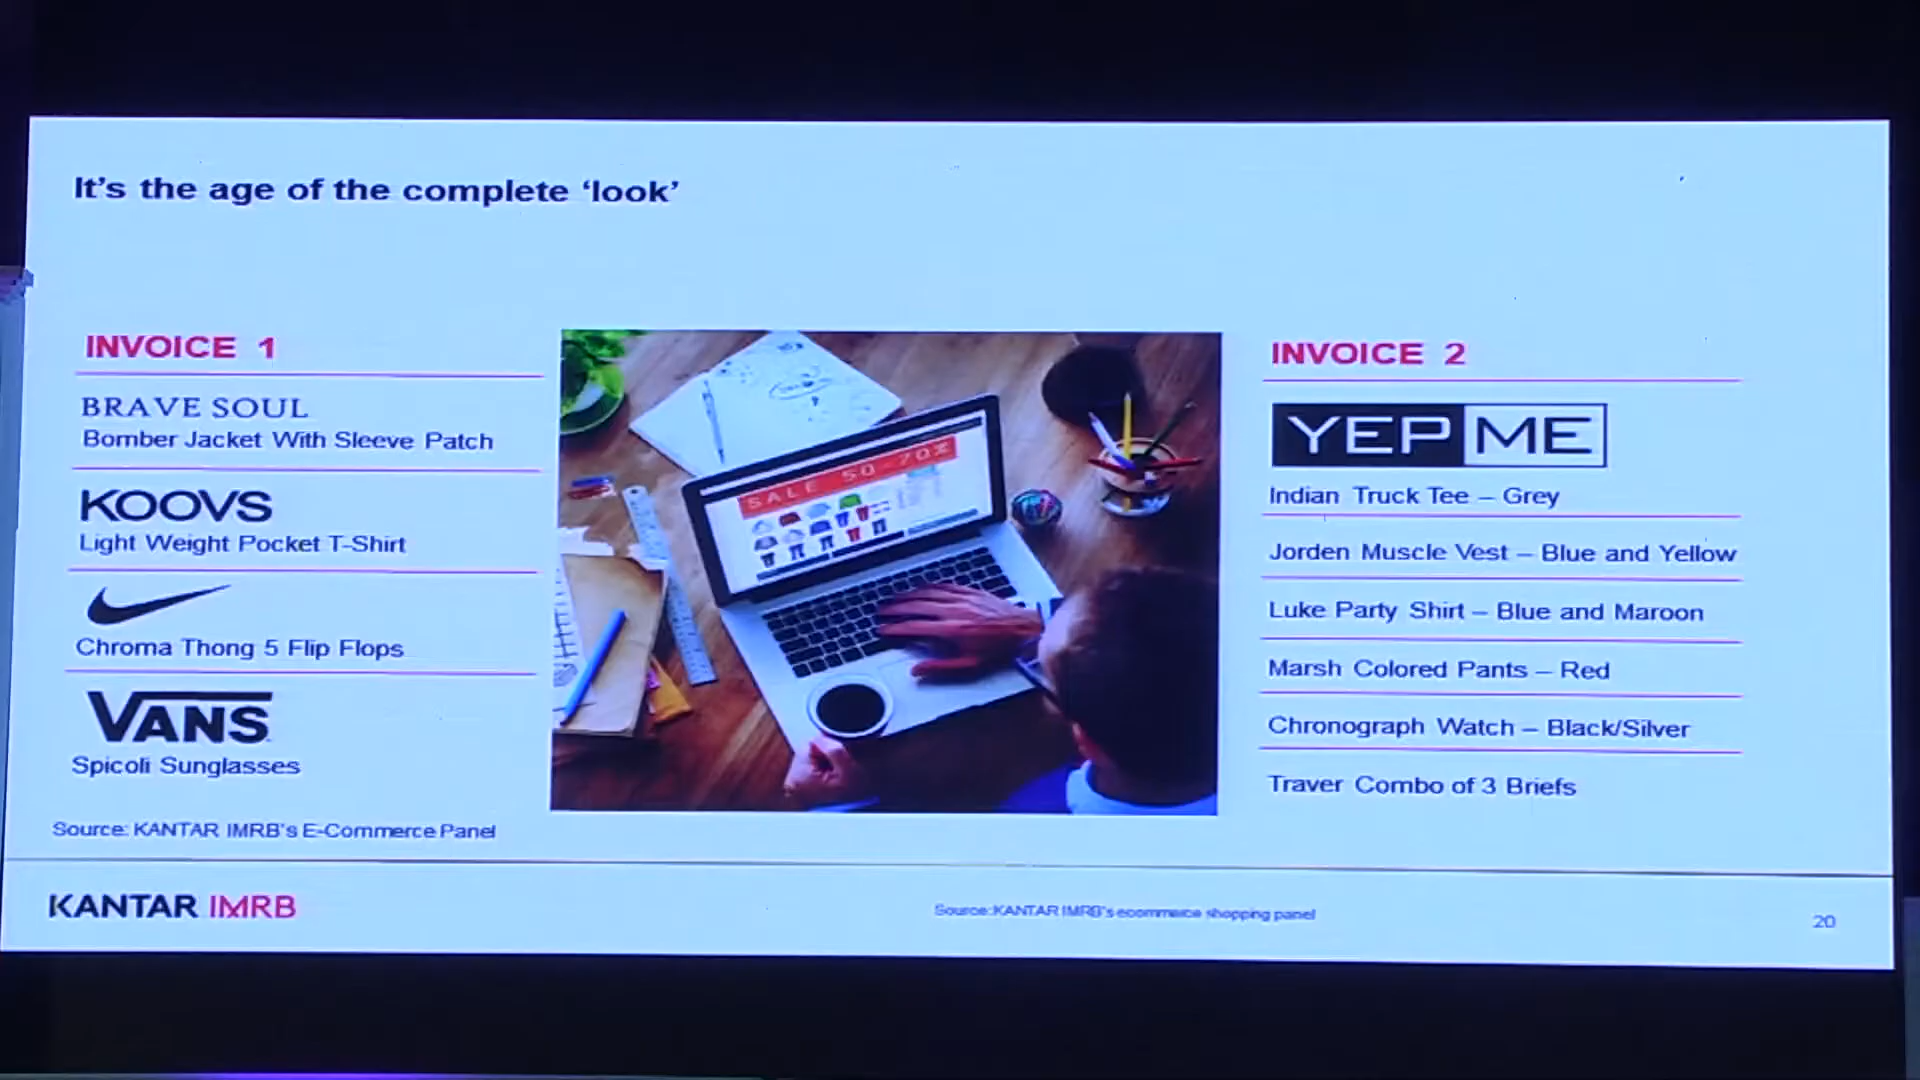 It's the age of the complete 'look'
INVOICE 1
BRAVE SOUL
Bomber Jacket With Sleeve Patch
KOOVS
Light Weight Pocket T-Shirt
Chroma Thong 5 Flip Flops
VANS
Spicoli Sunglasses
Source: KANTAR IMRB's E-Commerce Panel
SALE 50-70%
INVOICE 2
YEPME
Indian Truck Tee – Grey
Jorden Muscle Vest – Blue and Yellow
Luke Party Shirt – Blue and Maroon
Marsh Colored Pants – Red
Chronograph Watch – Black/Silver
Traver Combo of 3 Briefs
KANTAR IMRB
Source:KANTAR IMRB's ecommerce shopping panel
20